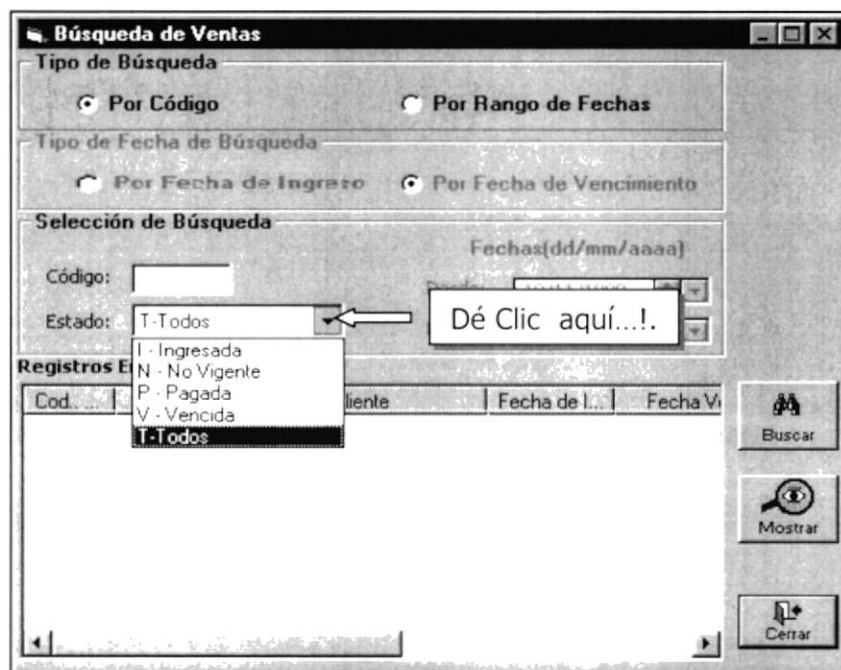 Búsqueda de Ventas
Tipo de Búsqueda
Por Código Por Rango de Fechas
Tipo de Fecha de Búsqueda
Por Fecha de Ingreso Por Fecha de Vencimiento
Selección de Búsqueda
Fechas(dd/mm/aaaa)
Código:
Estado: T-Todos
Dé Clic aquí...!.
I - Ingresada
N - No Vigente
P - Pagada
V - Vencida
T-Todos
Registros
Cod.. ... liente Fecha de I... Fecha
Buscar
Mostrar
Cerrar